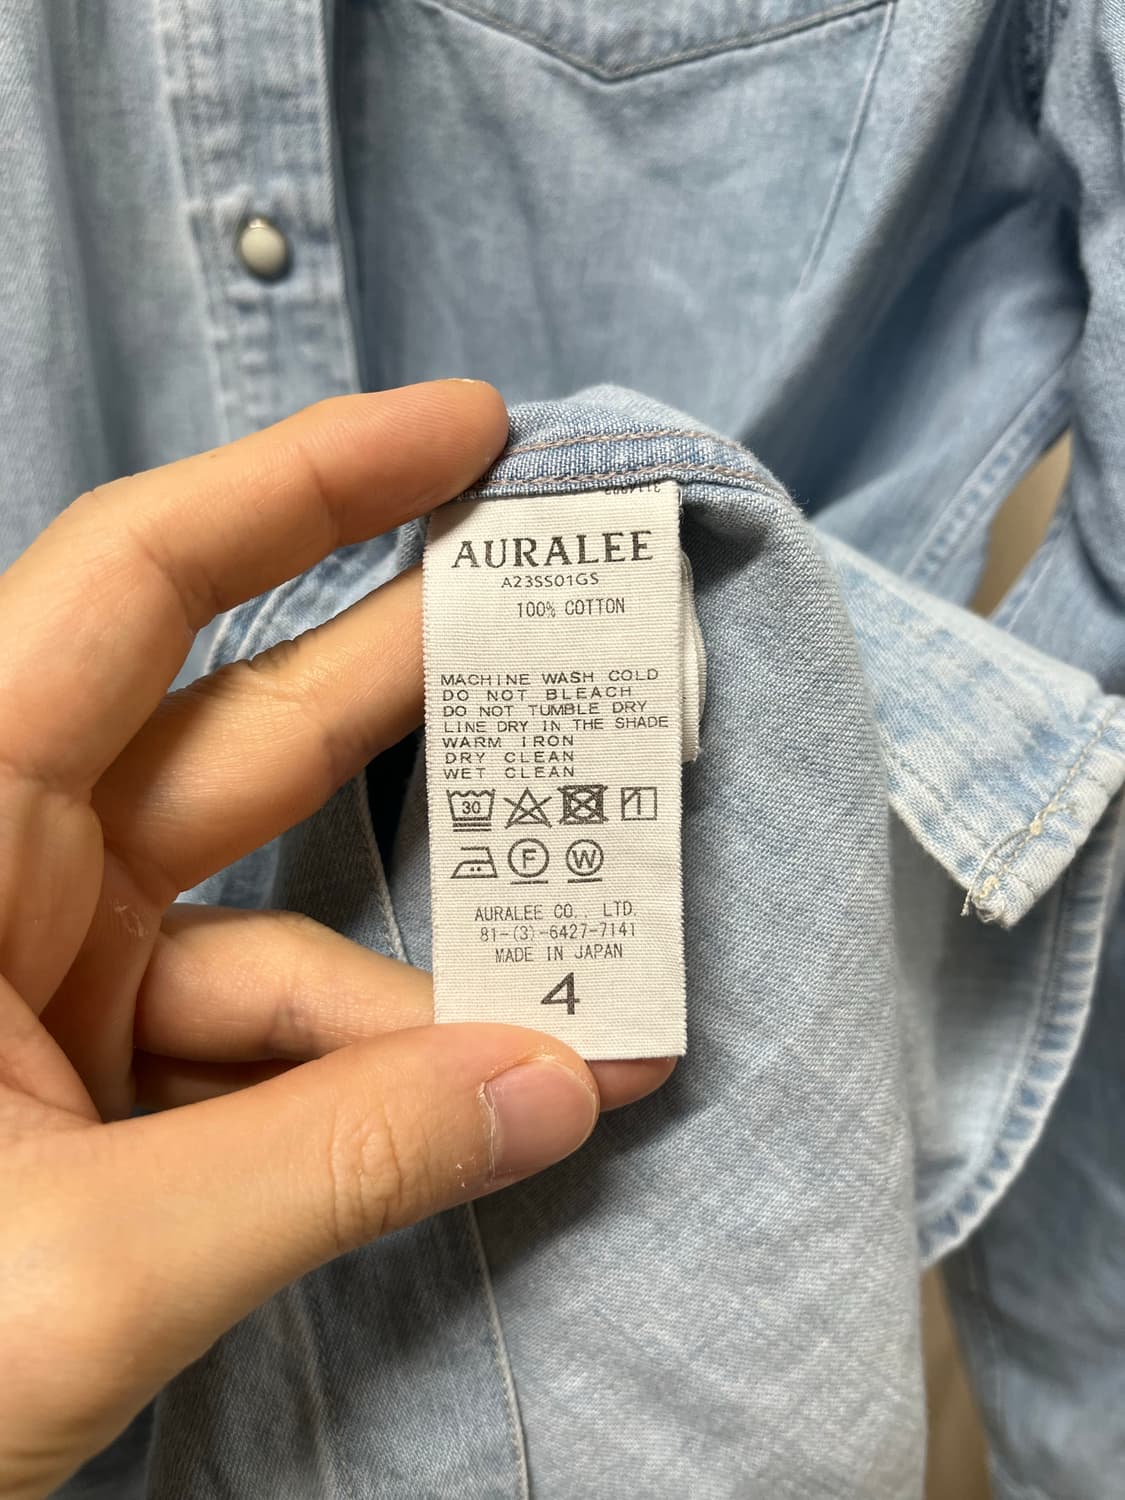 AURALEE
A23SS01GS
100% COTTON
MACHINE WASH COLD
DO NOT BLEACH
DO NOT TUMBLE DRY
LINE DRY IN THE SHADE
WARM IRON
DRY CLEAN
WET CLEAN
30
F W
AURALEE CO., LTD.
81-(3)-6427-7141
MADE IN JAPAN
4